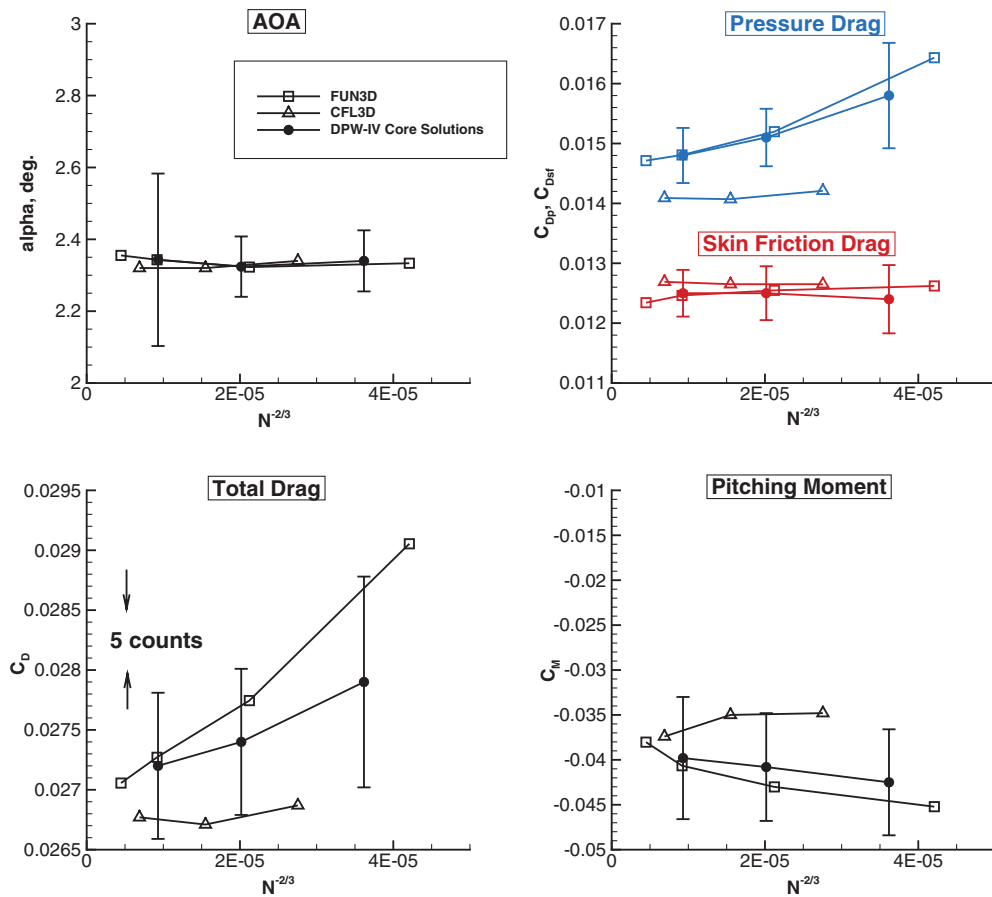 AOA
3
2.8
2.6
2.4
2.2
2
alpha, deg.
FUN3D
CFL3D
DPW-IV Core Solutions
0
2E-05
4E-05
N-2/3
Pressure Drag
Skin Friction Drag
0.017
0.016
0.015
0.014
0.013
0.012
0.011
CDp, CDsf
0
2E-05
4E-05
N-2/3
Total Drag
0.0295
0.029
0.0285
0.028
0.0275
0.027
0.0265
CD
5 counts
0
2E-05
4E-05
N-2/3
Pitching Moment
-0.01
-0.015
-0.02
-0.025
-0.03
-0.035
-0.04
-0.045
-0.05
CM
0
2E-05
4E-05
N-2/3